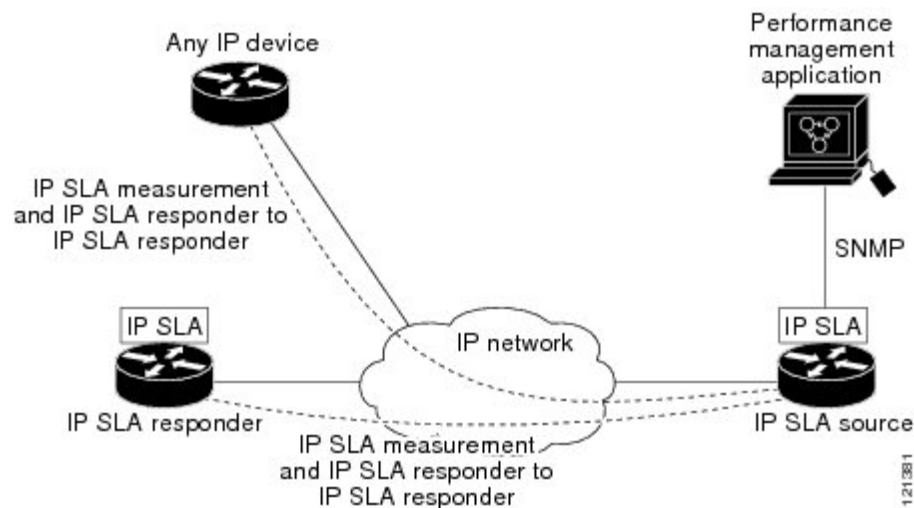 Any IP device
Performance
management
application
IP SLA measurement
and IP SLA responder to
IP SLA responder
SNMP
IP SLA
IP network
IP SLA
IP SLA responder
IP SLA source
IP SLA measurement
and IP SLA responder to
IP SLA responder
121381